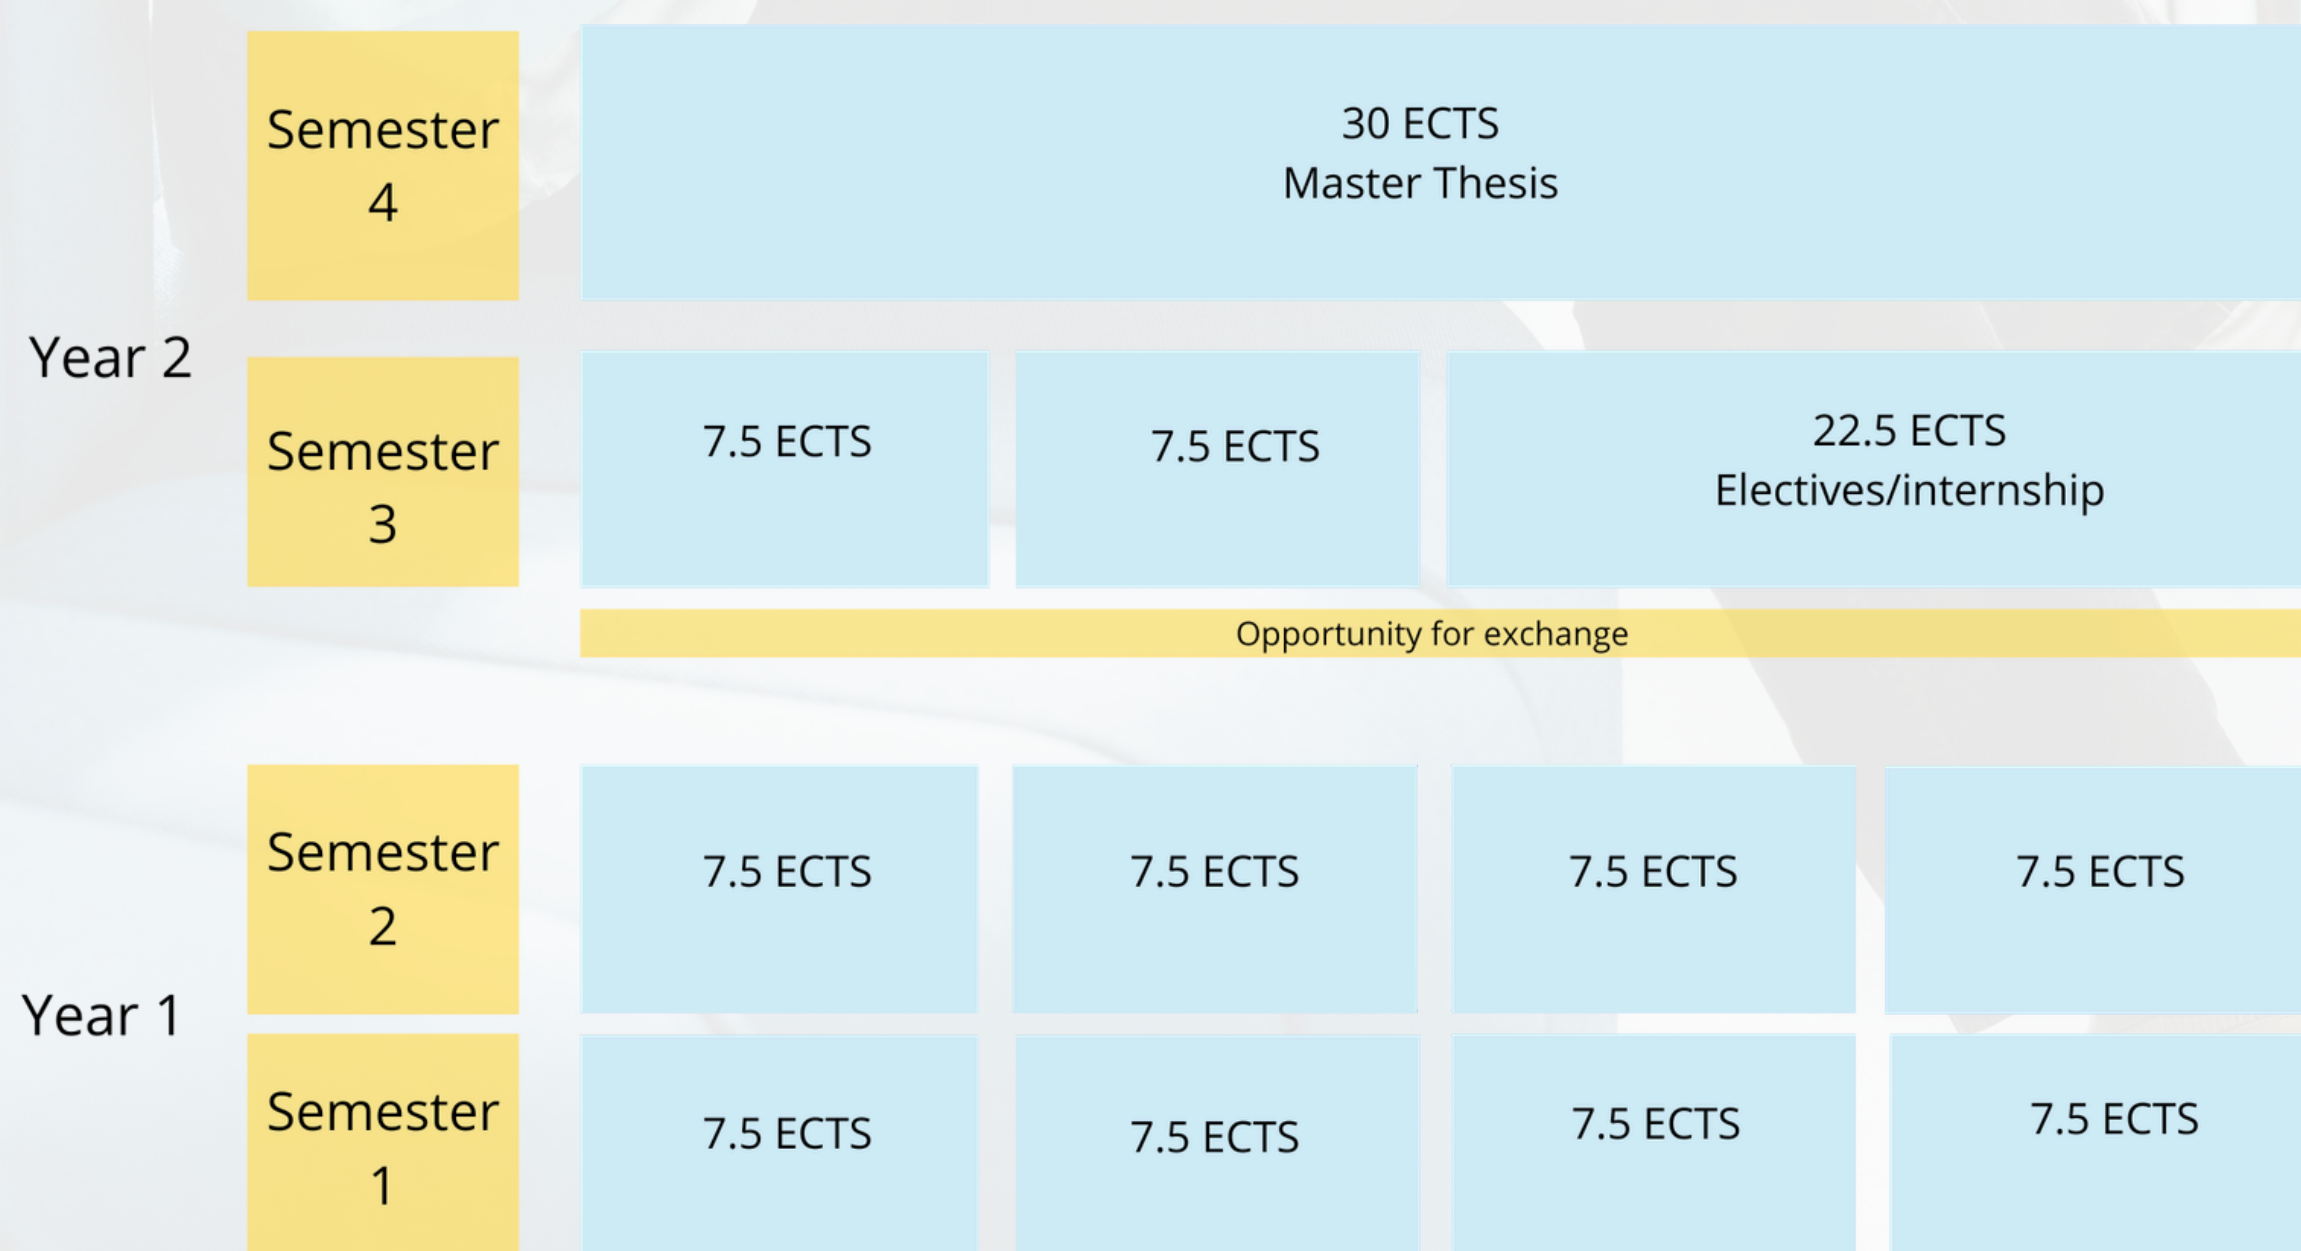 Semester
4
30 ECTS
Master Thesis
Year 2
Semester
3
7.5 ECTS
7.5 ECTS
22.5 ECTS
Electives/internship
Opportunity for exchange
Semester
2
7.5 ECTS
7.5 ECTS
7.5 ECTS
7.5 ECTS
Year 1
Semester
1
7.5 ECTS
7.5 ECTS
7.5 ECTS
7.5 ECTS